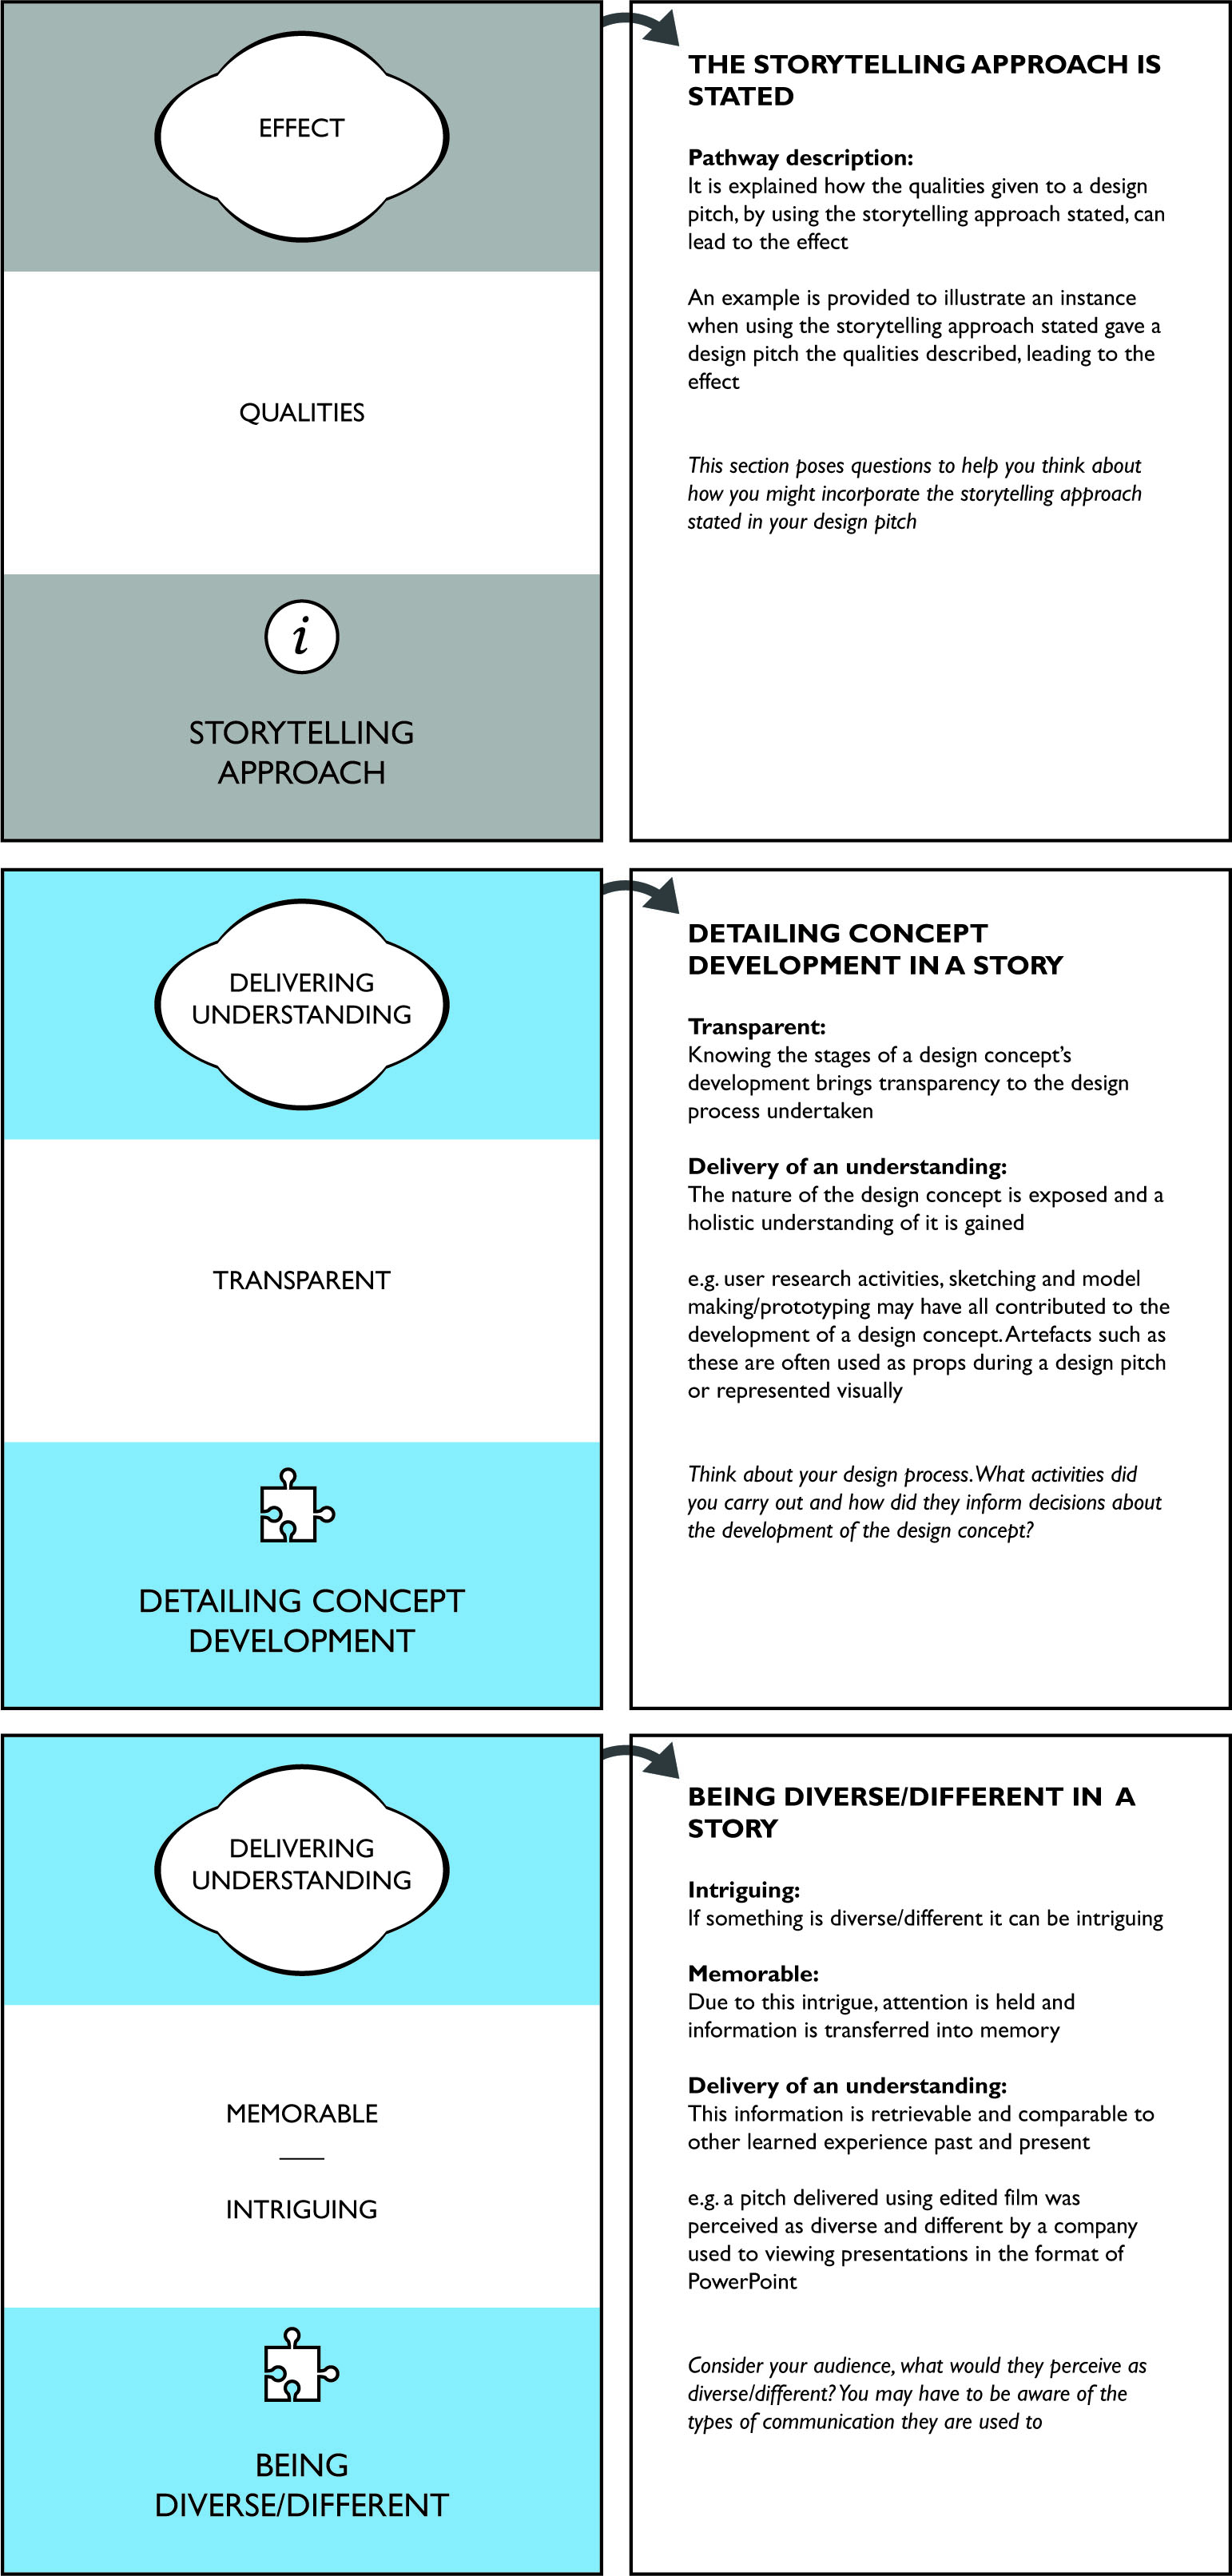 EFFECT
QUALITIES
i
STORYTELLING
APPROACH
THE STORYTELLING APPROACH IS
STATED
Pathway description:
It is explained how the qualities given to a design
pitch, by using the storytelling approach stated, can
lead to the effect
An example is provided to illustrate an instance
when using the storytelling approach stated gave a
design pitch the qualities described, leading to the
effect
This section poses questions to help you think about
how you might incorporate the storytelling approach
stated in your design pitch
DELIVERING
UNDERSTANDING
TRANSPARENT
DETAILING CONCEPT
DEVELOPMENT
DETAILING CONCEPT
DEVELOPMENT IN A STORY
Transparent:
Knowing the stages of a design concept's
development brings transparency to the design
process undertaken
Delivery of an understanding:
The nature of the design concept is exposed and a
holistic understanding of it is gained
e.g. user research activities, sketching and model
making/prototyping may have all contributed to the
development of a design concept. Artefacts such as
these are often used as props during a design pitch
or represented visually
Think about your design process. What activities did
you carry out and how did they inform decisions about
the development of the design concept?
DELIVERING
UNDERSTANDING
MEMORABLE
INTRIGUING
BEING
DIVERSE/DIFFERENT
BEING DIVERSE/DIFFERENT IN A
STORY
Intriguing:
If something is diverse/different it can be intriguing
Memorable:
Due to this intrigue, attention is held and
information is transferred into memory
Delivery of an understanding:
This information is retrievable and comparable to
other learned experience past and present
e.g. a pitch delivered using edited film was
perceived as diverse and different by a company
used to viewing presentations in the format of
PowerPoint
Consider your audience, what would they perceive as
diverse/different? You may have to be aware of the
types of communication they are used to